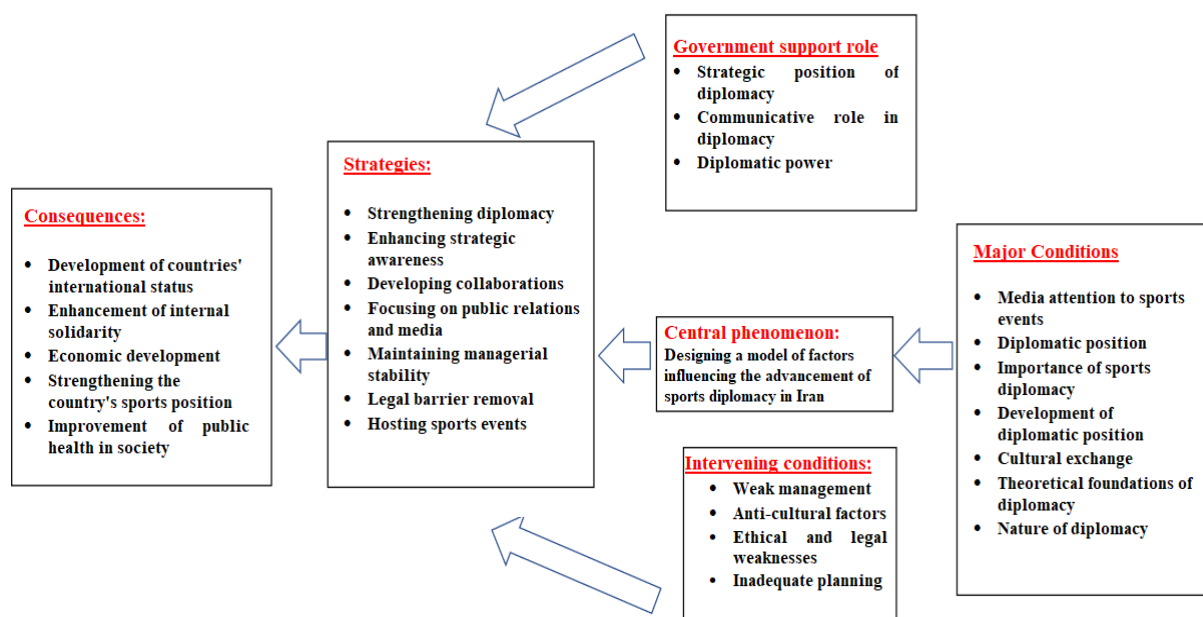 Government support role
• Strategic position of
diplomacy
• Communicative role in
diplomacy
• Diplomatic power
Strategies:
• Strengthening diplomacy
• Enhancing strategic
awareness
• Developing collaborations
• Focusing on public relations
and media
• Maintaining managerial
stability
• Legal barrier removal
• Hosting sports events
Consequences:
• Development of countries'
international status
• Enhancement of internal
solidarity
• Economic development
• Strengthening the
country's sports position
• Improvement of public
health in society
Central phenomenon:
Designing a model of factors
influencing the advancement of
sports diplomacy in Iran
Major Conditions
• Media attention to sports
events
• Diplomatic position
• Importance of sports
diplomacy
• Development of
diplomatic position
• Cultural exchange
• Theoretical foundations of
diplomacy
• Nature of diplomacy
Intervening conditions:
• Weak management
• Anti-cultural factors
• Ethical and legal
weaknesses
• Inadequate planning